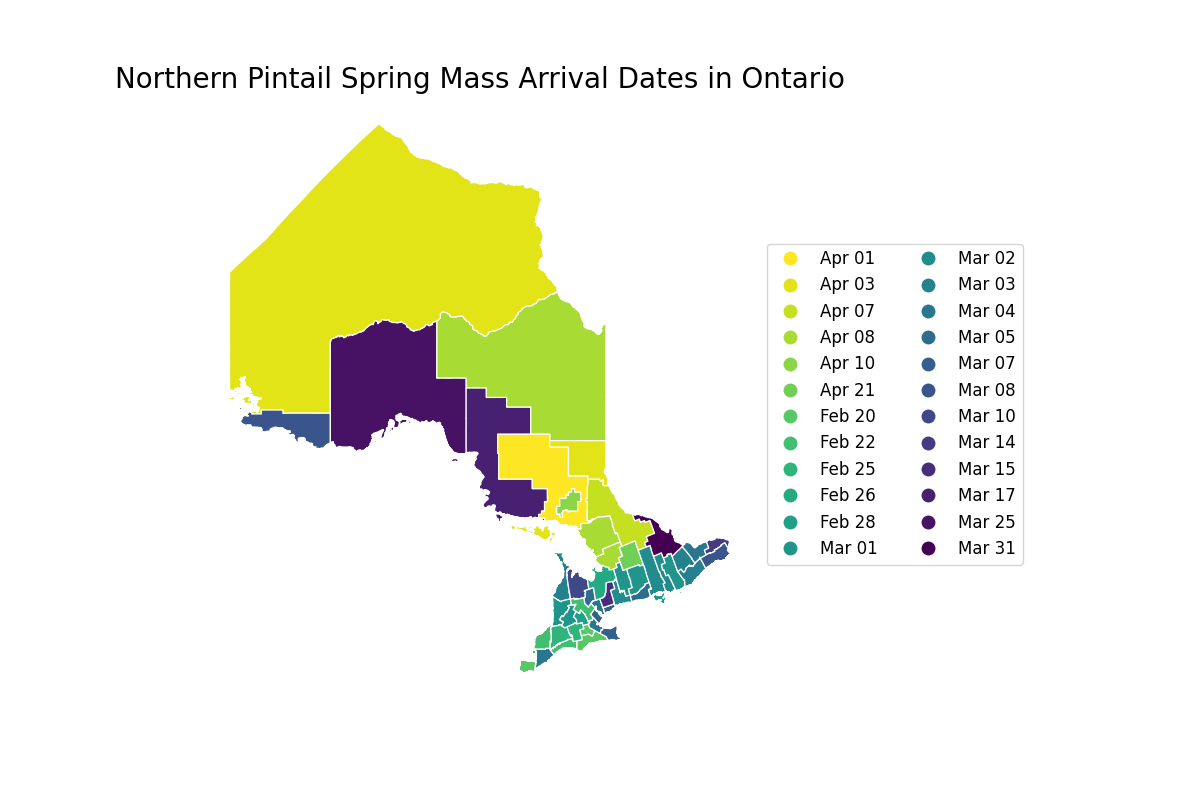 Northern Pintail Spring Mass Arrival Dates in Ontario
Apr 01
Apr 03
Apr 07
Apr 08
Apr 10
Apr 21
Feb 20
Feb 22
Feb 25
Feb 26
Feb 28
Mar 01
Mar 02
Mar 03
Mar 04
Mar 05
Mar 07
Mar 08
Mar 10
Mar 14
Mar 15
Mar 17
Mar 25
Mar 31